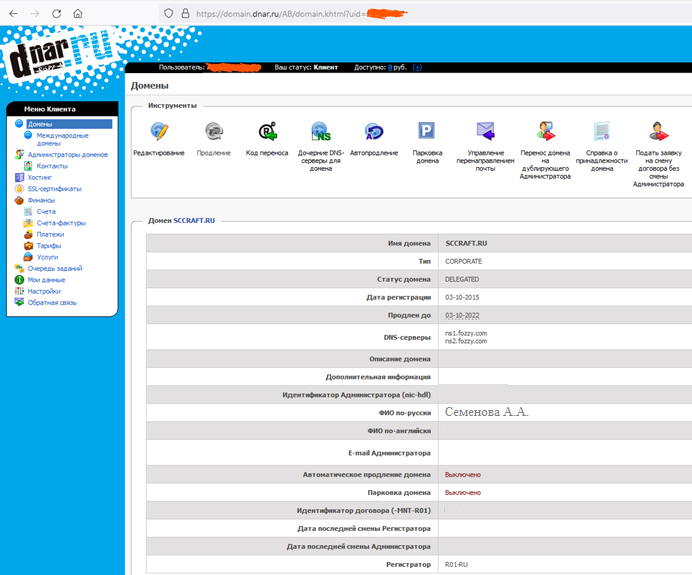 https://domain.dnar.ru/AB/domain.khtml?uid=
dnar.ru
Пользователь:
Ваш статус: Клиент
Доступно: 0 руб. (+)
Меню Клиента
Домены
Международные
домены
Администраторы доменов
Контакты
Хостинг
SSL-сертификаты
Финансы
Счета
Счета-фактуры
Платежи
Тарифы
Услуги
Очередь заданий
Мои данные
Настройки
Обратная связь
Домены
Инструменты
Редактирование
Продление
Код переноса
Дочерние DNS-
серверы для
домена
Автопродление
Парковка
домена
Управление
перенаправлением
почты
Перенос домена
на
дублирующего
Администратора
Справка о
принадлежности
домена
Подать заявку
на смену
договора без
смены
Администратора
Домен SCCRAFT.RU
Имя домена SCCRAFT.RU
Тип CORPORATE
Статус домена DELEGATED
Дата регистрации 03-10-2015
Продлен до 03-10-2022
DNS-серверы ns1.fozzy.com
ns2.fozzy.com
Описание домена
Дополнительная информация
Идентификатор Администратора (nic-hdl)
ФИО по-русски Семенова А.А.
ФИО по-английски
E-mail Администратора
Автоматическое продление домена Выключено
Парковка домена Выключено
Идентификатор договора (-MNT-R01)
Дата последней смены Регистратора
Дата последней смены Администратора
Регистратор R01-RU